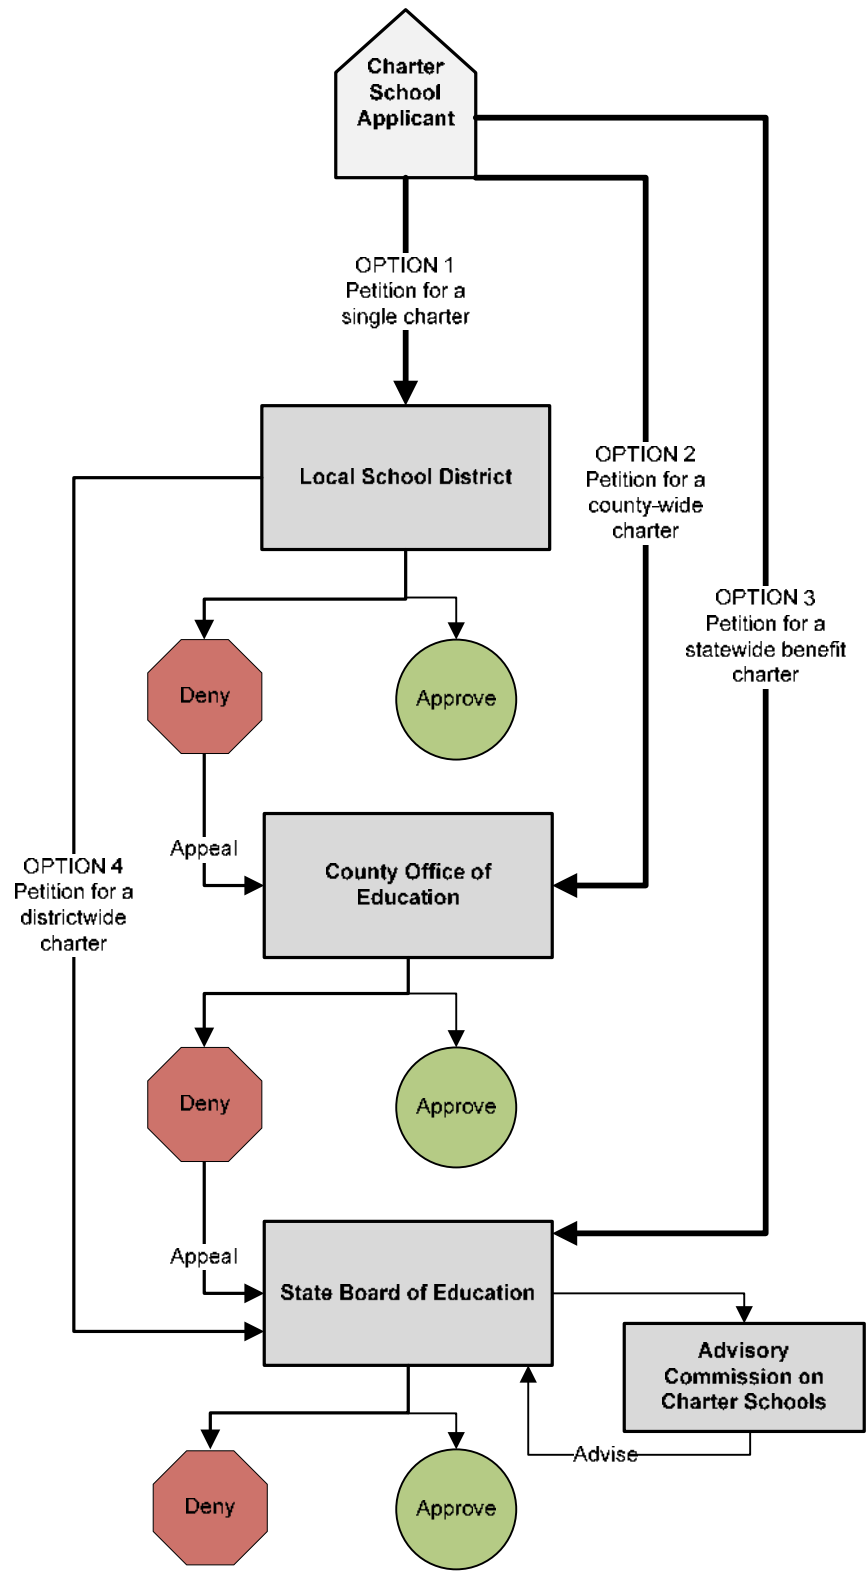 Charter
School
Applicant
OPTION 1
Petition for a
single charter
OPTION 2
Petition for a
county-wide
charter
Local School District
OPTION 3
Petition for a
statewide benefit
charter
Deny
Approve
Appeal
OPTION 4
Petition for a
districtwide
charter
County Office of
Education
Deny
Approve
Appeal
State Board of Education
Advisory
Commission on
Charter Schools
Advise
Deny
Approve